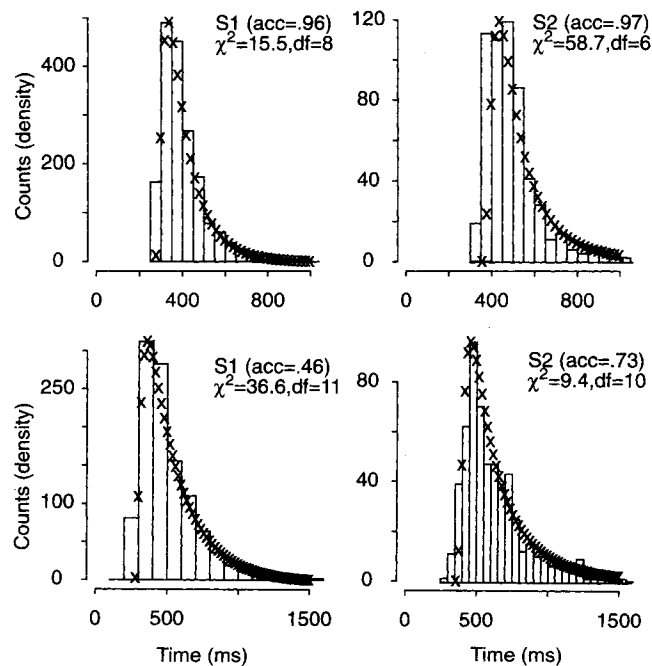 S1 (acc=.96)
χ²=15.5,df=8
Counts (density)
400
200
0
0 400 800
S2 (acc=.97)
χ²=58.7,df=6
120
80
40
0
0 400 800
S1 (acc=.46)
χ²=36.6,df=11
Counts (density)
250
100
0
0 500 1500
Time (ms)
S2 (acc=.73)
χ²=9.4,df=10
80
40
0
0 500 1500
Time (ms)